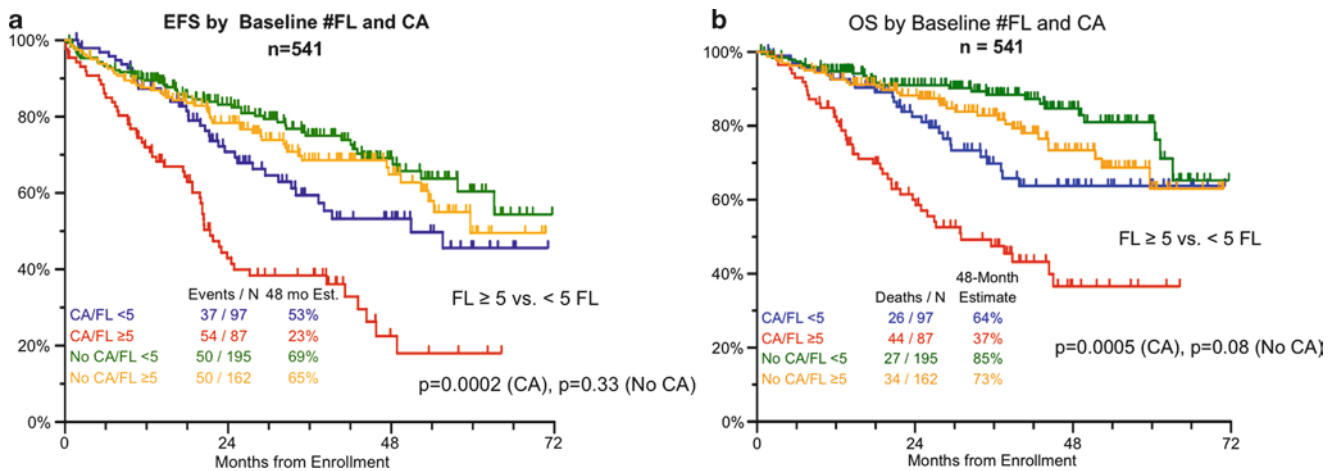 a
EFS by Baseline #FL and CA
n=541
100%
80%
60%
40%
20%
0%
Events / N 48 mo Est.
CA/FL <5 37 / 97 53%
CA/FL ≥5 54 / 87 23%
No CA/FL <5 50 / 195 69%
No CA/FL ≥5 50 / 162 65%
FL ≥ 5 vs. < 5 FL
p=0.0002 (CA), p=0.33 (No CA)
0 24 48 72
Months from Enrollment
b
OS by Baseline #FL and CA
n = 541
100%
80%
60%
40%
20%
0%
48-Month
Deaths / N Estimate
CA/FL <5 26 / 97 64%
CA/FL ≥5 44 / 87 37%
No CA/FL <5 27 / 195 85%
No CA/FL ≥5 34 / 162 73%
FL ≥ 5 vs. < 5 FL
p=0.0005 (CA), p=0.08 (No CA)
0 24 48 72
Months from Enrollment